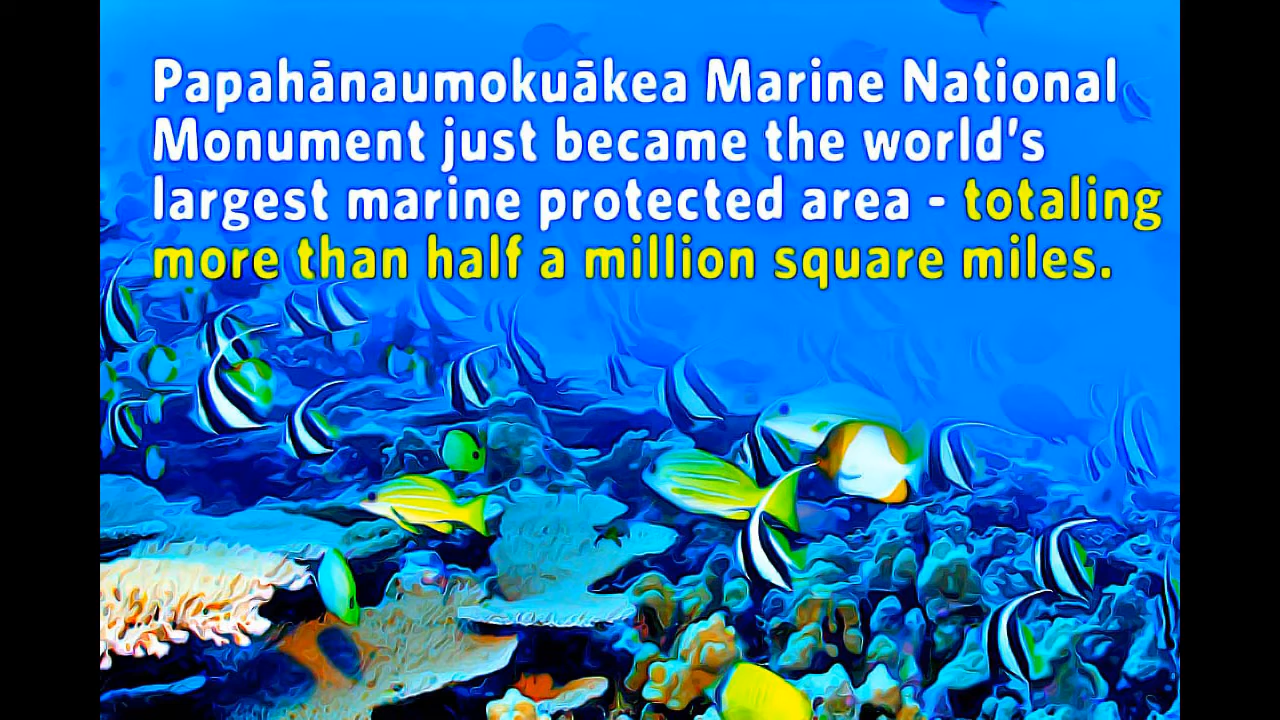 Papahānaumokuākea Marine National
Monument just became the world's
largest marine protected area - totaling
more than half a million square miles.